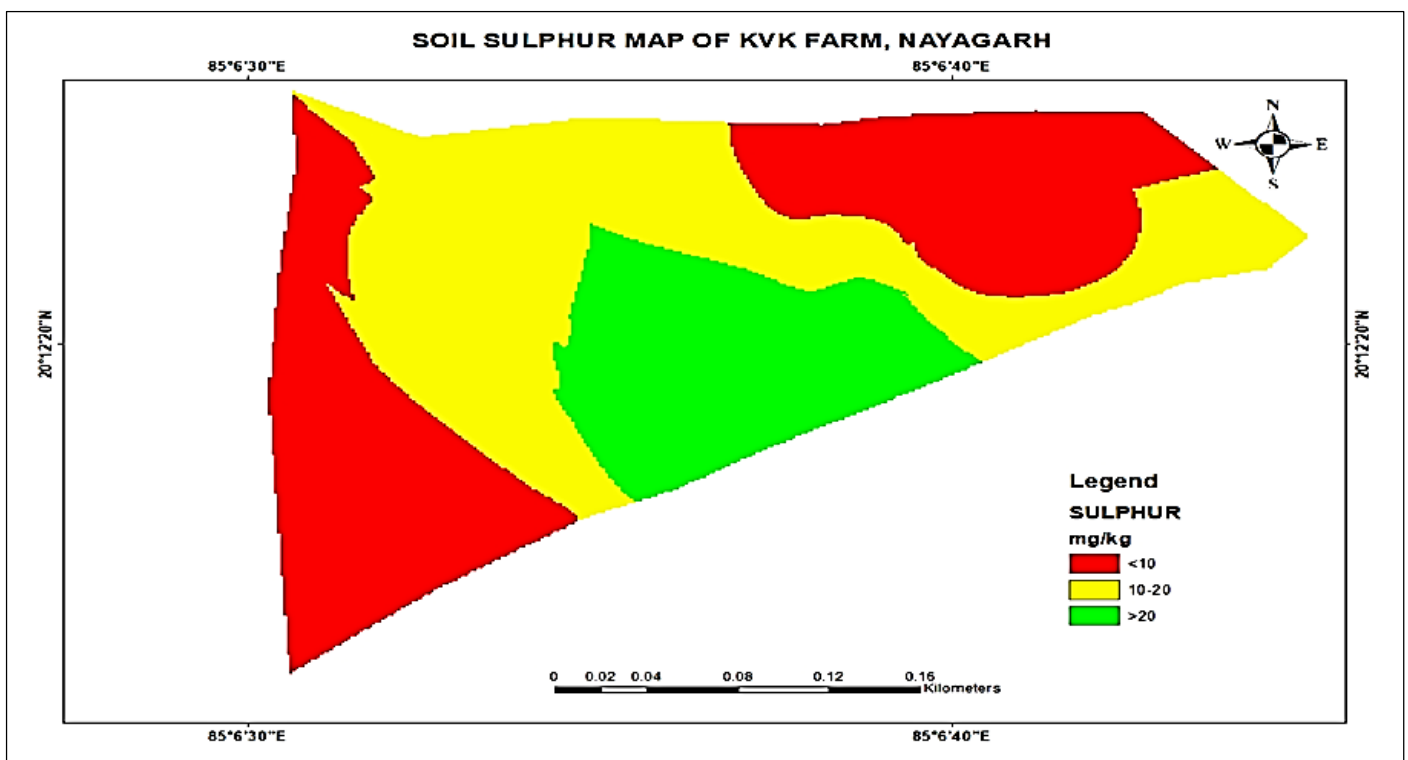 SOIL SULPHUR MAP OF KVK FARM, NAYAGARH
85°6'30"E 85°6'40"E
N
W E
S
20°12'20"N 20°12'20"N
Legend
SULPHUR
mg/kg
<10
10-20
>20
0 0.02 0.04 0.08 0.12 0.16
Kilometers
85°6'30"E 85°6'40"E